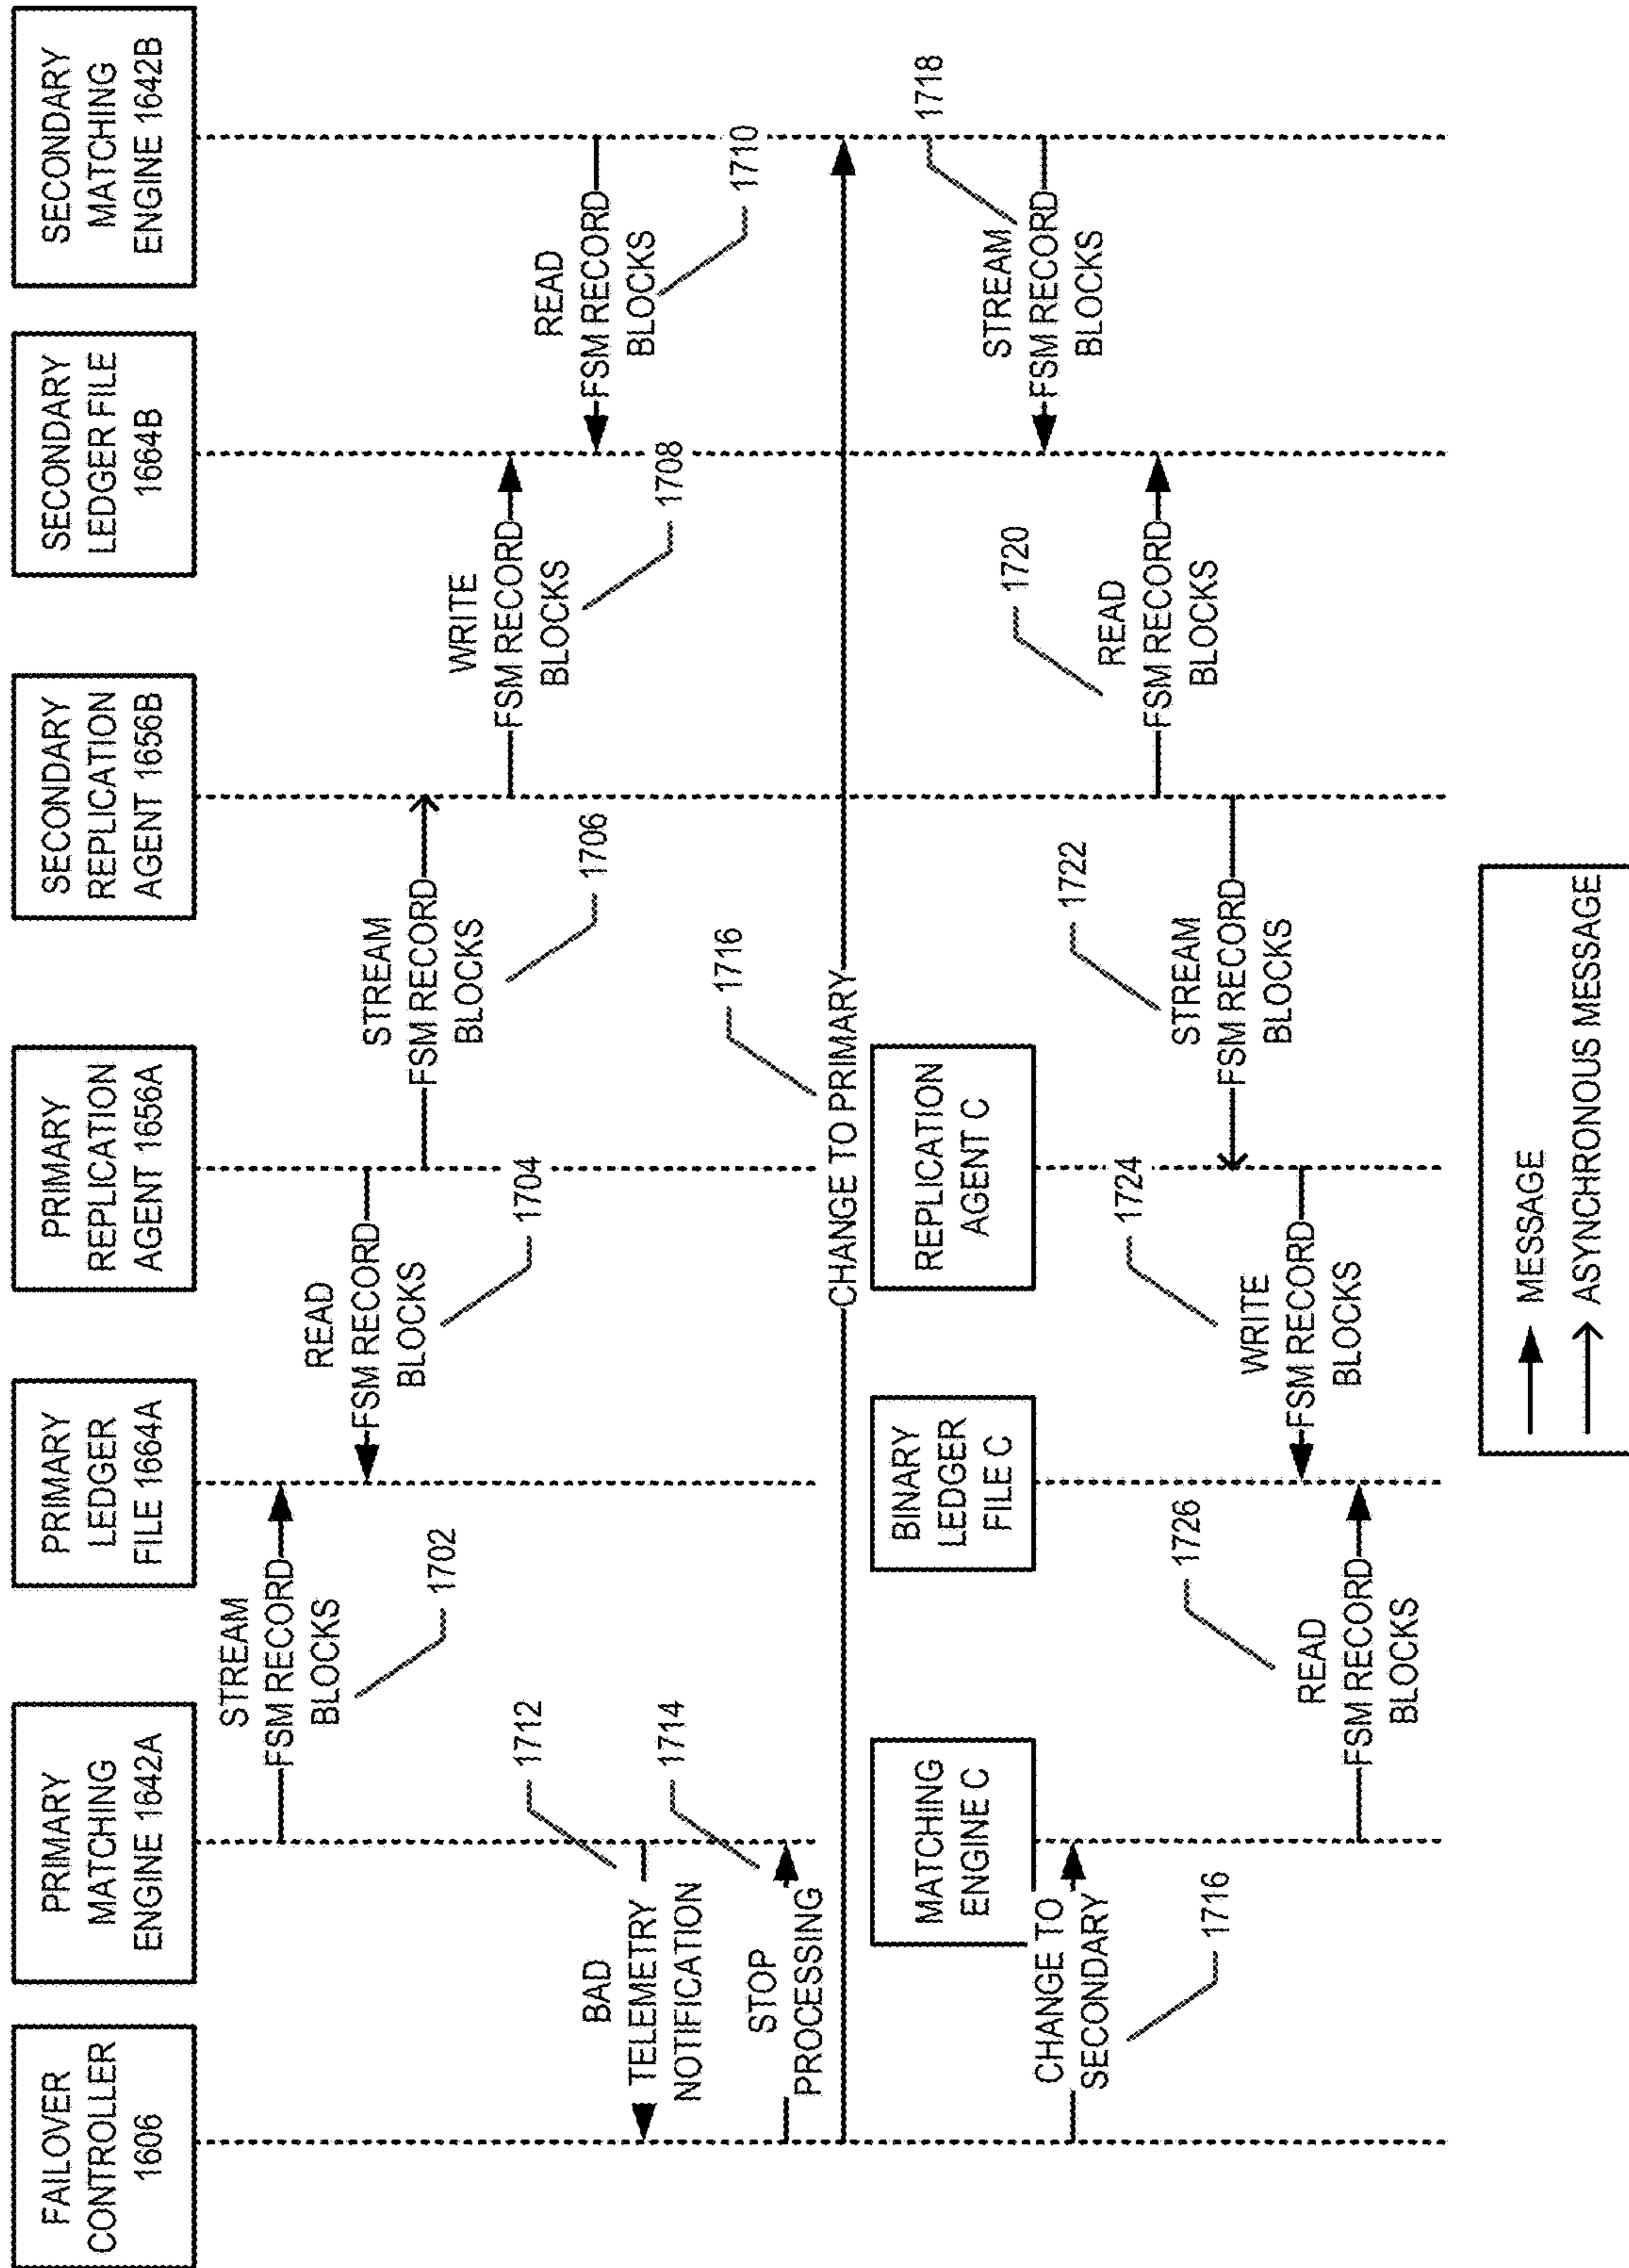 FAILOVER
CONTROLLER
1606
PRIMARY
MATCHING
ENGINE 1642A
PRIMARY
LEDGER
FILE 1664A
PRIMARY
REPLICATION
AGENT 1656A
SECONDARY
REPLICATION
AGENT 1656B
SECONDARY
LEDGER FILE
1664B
SECONDARY
MATCHING
ENGINE 1642B
STREAM
FSM RECORD
BLOCKS
1702
READ
FSM RECORD
BLOCKS
1704
STREAM
FSM RECORD
BLOCKS
1706
WRITE
FSM RECORD
BLOCKS
1708
READ
FSM RECORD
BLOCKS
1710
BAD
TELEMETRY
NOTIFICATION
1712
STOP
PROCESSING
1714
CHANGE TO PRIMARY
1716
MATCHING
ENGINE C
BINARY
LEDGER
FILE C
REPLICATION
AGENT C
CHANGE TO
SECONDARY
1716
STREAM
FSM RECORD
BLOCKS
1718
READ
FSM RECORD
BLOCKS
1720
STREAM
FSM RECORD
BLOCKS
1722
WRITE
FSM RECORD
BLOCKS
1724
READ
FSM RECORD
BLOCKS
1726
MESSAGE
ASYNCHRONOUS MESSAGE